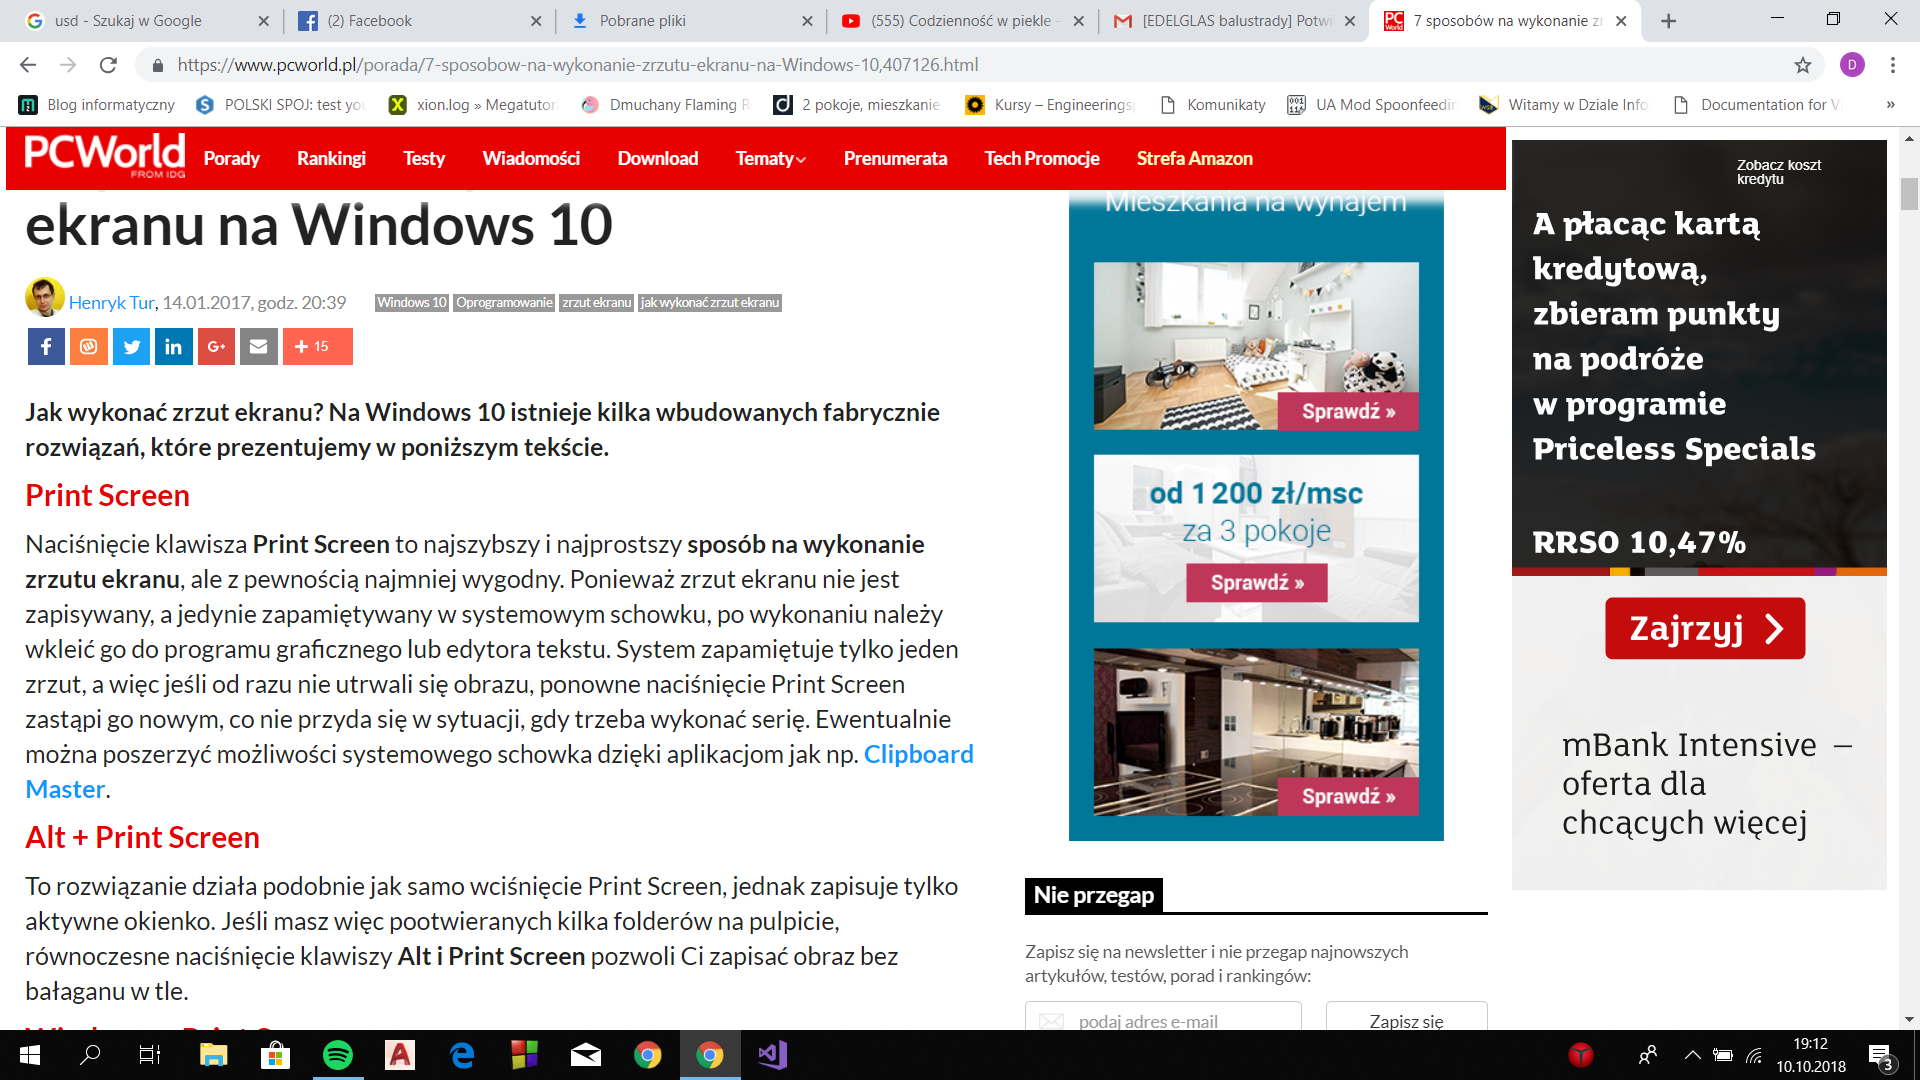 usd - Szukaj w Google
(2) Facebook
Pobrane pliki
(555) Codzienność w piekle -
[EDELGLAS balustrady] Potwi
7 sposobów na wykonanie zr
https://www.pcworld.pl/porada/7-sposobow-na-wykonanie-zrzutu-ekranu-na-Windows-10,407126.html
D
Blog informatyczny
POLSKI SPOJ: test you
xion.log » Megatutor
Dmuchany Flaming R
2 pokoje, mieszkanie
Kursy – Engineerings
Komunikaty
UA Mod Spoonfeedin
Witamy w Dziale Info
Documentation for V
»
PCWorld
FROM IDG
Porady
Rankingi
Testy
Wiadomości
Download
Tematy
Prenumerata
Tech Promocje
Strefa Amazon
ekranu na Windows 10
Henryk Tur, 14.01.2017, godz. 20:39
Windows 10
Oprogramowanie
zrzut ekranu
jak wykonać zrzut ekranu
G+
+ 15
Jak wykonać zrzut ekranu? Na Windows 10 istnieje kilka wbudowanych fabrycznie
rozwiązań, które prezentujemy w poniższym tekście.
Print Screen
Naciśnięcie klawisza Print Screen to najszybszy i najprostszy sposób na wykonanie
zrzutu ekranu, ale z pewnością najmniej wygodny. Ponieważ zrzut ekranu nie jest
zapisywany, a jedynie zapamiętywany w systemowym schowku, po wykonaniu należy
wkleić go do programu graficznego lub edytora tekstu. System zapamiętuje tylko jeden
zrzut, a więc jeśli od razu nie utrwali się obrazu, ponowne naciśnięcie Print Screen
zastąpi go nowym, co nie przyda się w sytuacji, gdy trzeba wykonać serię. Ewentualnie
można poszerzyć możliwości systemowego schowka dzięki aplikacjom jak np. Clipboard
Master.
Alt + Print Screen
To rozwiązanie działa podobnie jak samo wciśnięcie Print Screen, jednak zapisuje tylko
aktywne okienko. Jeśli masz więc pootwieranych kilka folderów na pulpicie,
równoczesne naciśnięcie klawiszy Alt i Print Screen pozwoli Ci zapisać obraz bez
bałaganu w tle.
Mieszkania na wynajem
Sprawdź »
od 1 200 zł/msc
za 3 pokoje
Sprawdź »
Sprawdź »
Nie przegap
Zapisz się na newsletter i nie przegap najnowszych
artykułów, testów, porad i rankingów:
podaj adres e-mail
Zapisz się
Zobacz koszt
kredytu
A płacąc kartą
kredytową,
zbieram punkty
na podróże
w programie
Priceless Specials
RRSO 10,47%
Zajrzyj
mBank Intensive –
oferta dla
chcących więcej
19:12
10.10.2018
3